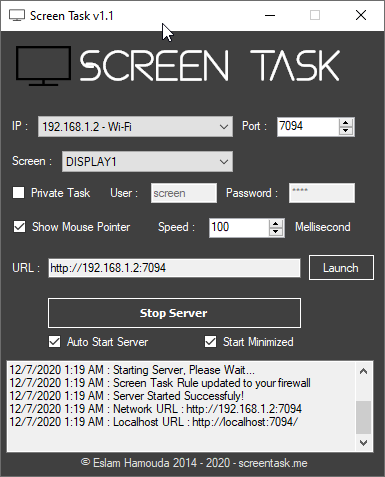 Screen Task v1.1
SCREEN TASK
IP : 192.168.1.2 - Wi-Fi Port : 7094
Screen : DISPLAY1
Private Task User : screen Password : ****
Show Mouse Pointer Speed : 100 Mellisecond
URL : http://192.168.1.2:7094 Launch
Stop Server
Auto Start Server Start Minimized
12/7/2020 1:19 AM : Starting Server, Please Wait...
12/7/2020 1:19 AM : Screen Task Rule updated to your firewall
12/7/2020 1:19 AM : Server Started Successfuly!
12/7/2020 1:19 AM : Network URL : http://192.168.1.2:7094
12/7/2020 1:19 AM : Localhost URL : http://localhost:7094/
© Eslam Hamouda 2014 - 2020 - screentask.me